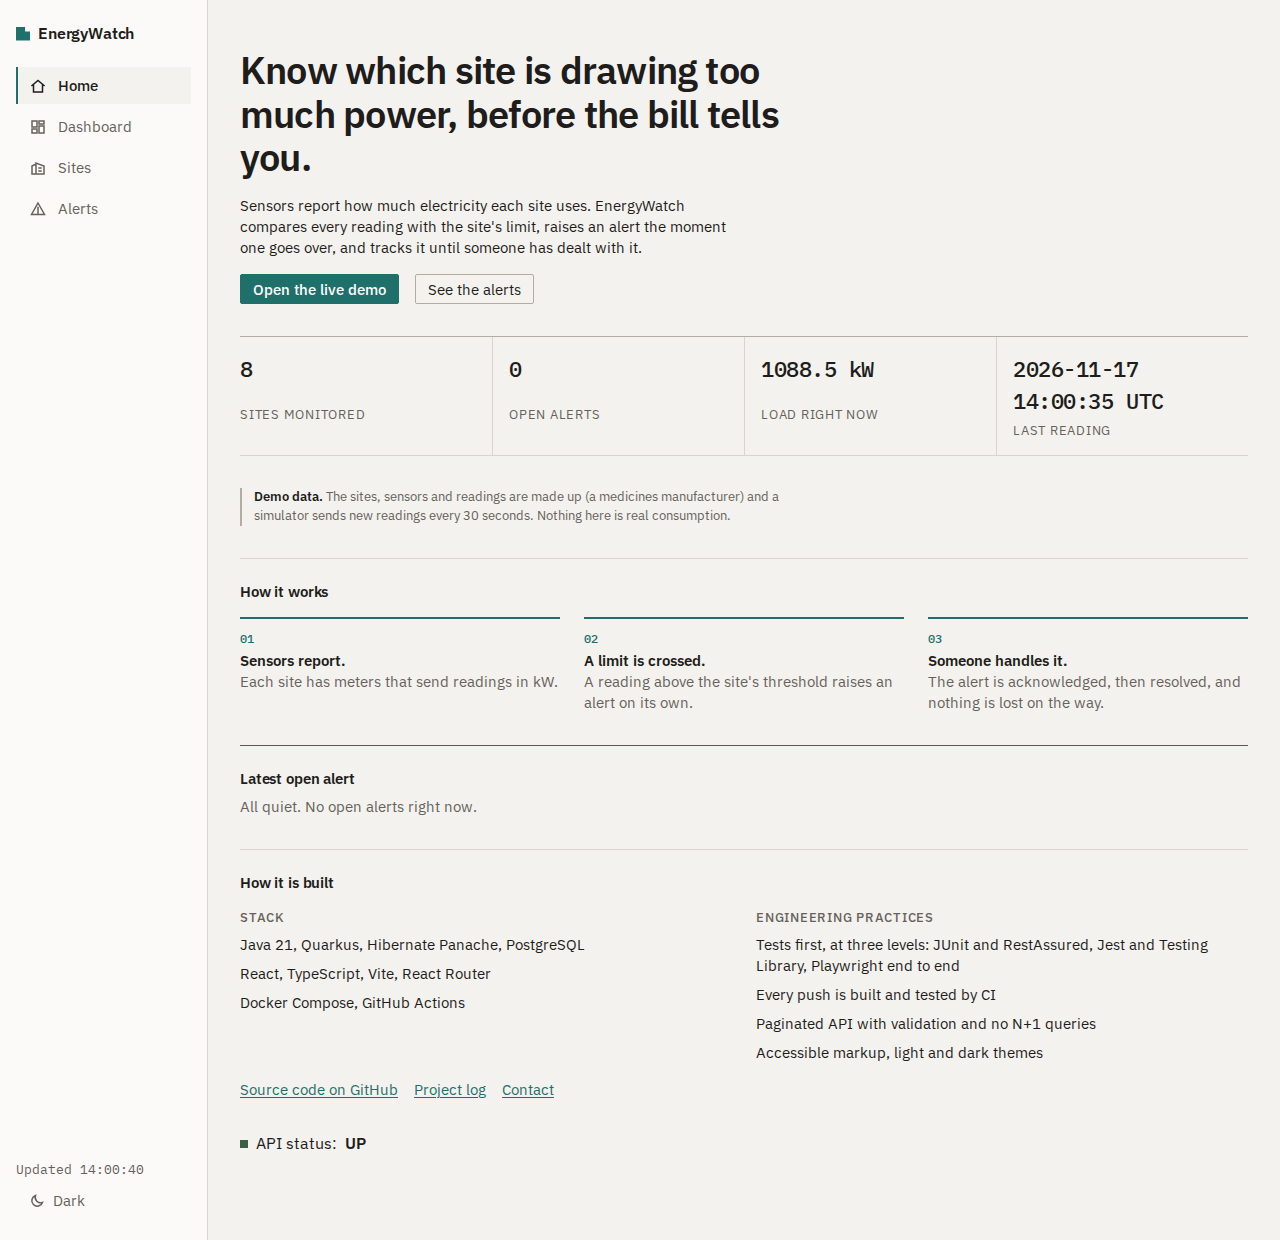 EnergyWatch
Home
Dashboard
Sites
Alerts
Updated 14:00:40
Dark
Know which site is drawing too
much power, before the bill tells
you.
Sensors report how much electricity each site uses. EnergyWatch
compares every reading with the site's limit, raises an alert the moment
one goes over, and tracks it until someone has dealt with it.
Open the live demo
See the alerts
8
SITES MONITORED
0
OPEN ALERTS
1088.5 kW
LOAD RIGHT NOW
2026-11-17
14:00:35 UTC
LAST READING
Demo data. The sites, sensors and readings are made up (a medicines manufacturer) and a
simulator sends new readings every 30 seconds. Nothing here is real consumption.
How it works
01
Sensors report.
Each site has meters that send readings in kW.
02
A limit is crossed.
A reading above the site's threshold raises an
alert on its own.
03
Someone handles it.
The alert is acknowledged, then resolved, and
nothing is lost on the way.
Latest open alert
All quiet. No open alerts right now.
How it is built
STACK
Java 21, Quarkus, Hibernate Panache, PostgreSQL
React, TypeScript, Vite, React Router
Docker Compose, GitHub Actions
ENGINEERING PRACTICES
Tests first, at three levels: JUnit and RestAssured, Jest and Testing
Library, Playwright end to end
Every push is built and tested by CI
Paginated API with validation and no N+1 queries
Accessible markup, light and dark themes
Source code on GitHub
Project log
Contact
API status: UP